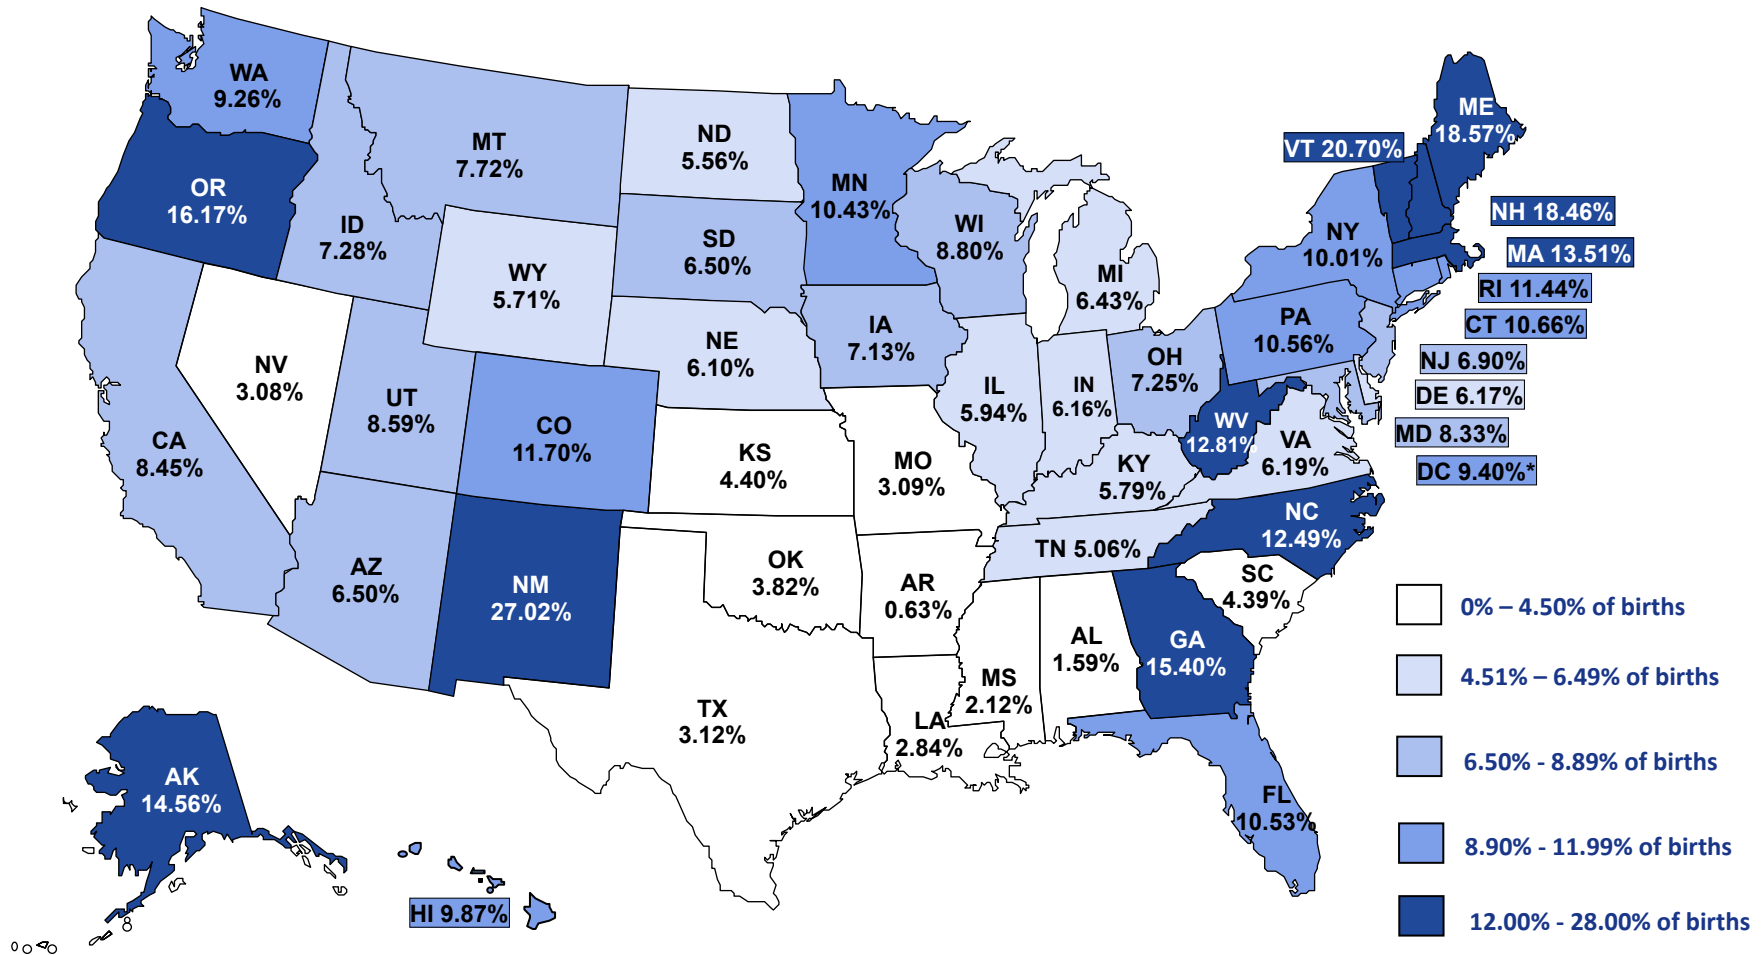 WA
9.26%
MT
7.72%
ND
5.56%
MN
10.43%
ME
18.57%
VT 20.70%
OR
16.17%
ID
7.28%
WY
5.71%
SD
6.50%
WI
8.80%
MI
6.43%
NY
10.01%
NH 18.46%
MA 13.51%
RI 11.44%
CT 10.66%
NJ 6.90%
DE 6.17%
MD 8.33%
DC 9.40%*
NV
3.08%
UT
8.59%
CO
11.70%
NE
6.10%
IA
7.13%
IL
5.94%
IN
6.16%
OH
7.25%
PA
10.56%
WV
12.81%
VA
6.19%
CA
8.45%
KS
4.40%
MO
3.09%
KY
5.79%
NC
12.49%
TN 5.06%
SC
4.39%
AZ
6.50%
NM
27.02%
OK
3.82%
AR
0.63%
MS
2.12%
AL
1.59%
GA
15.40%
TX
3.12%
LA
2.84%
FL
10.53%
AK
14.56%
HI 9.87%
0% – 4.50% of births
4.51% – 6.49% of births
6.50% - 8.89% of births
8.90% - 11.99% of births
12.00% - 28.00% of births